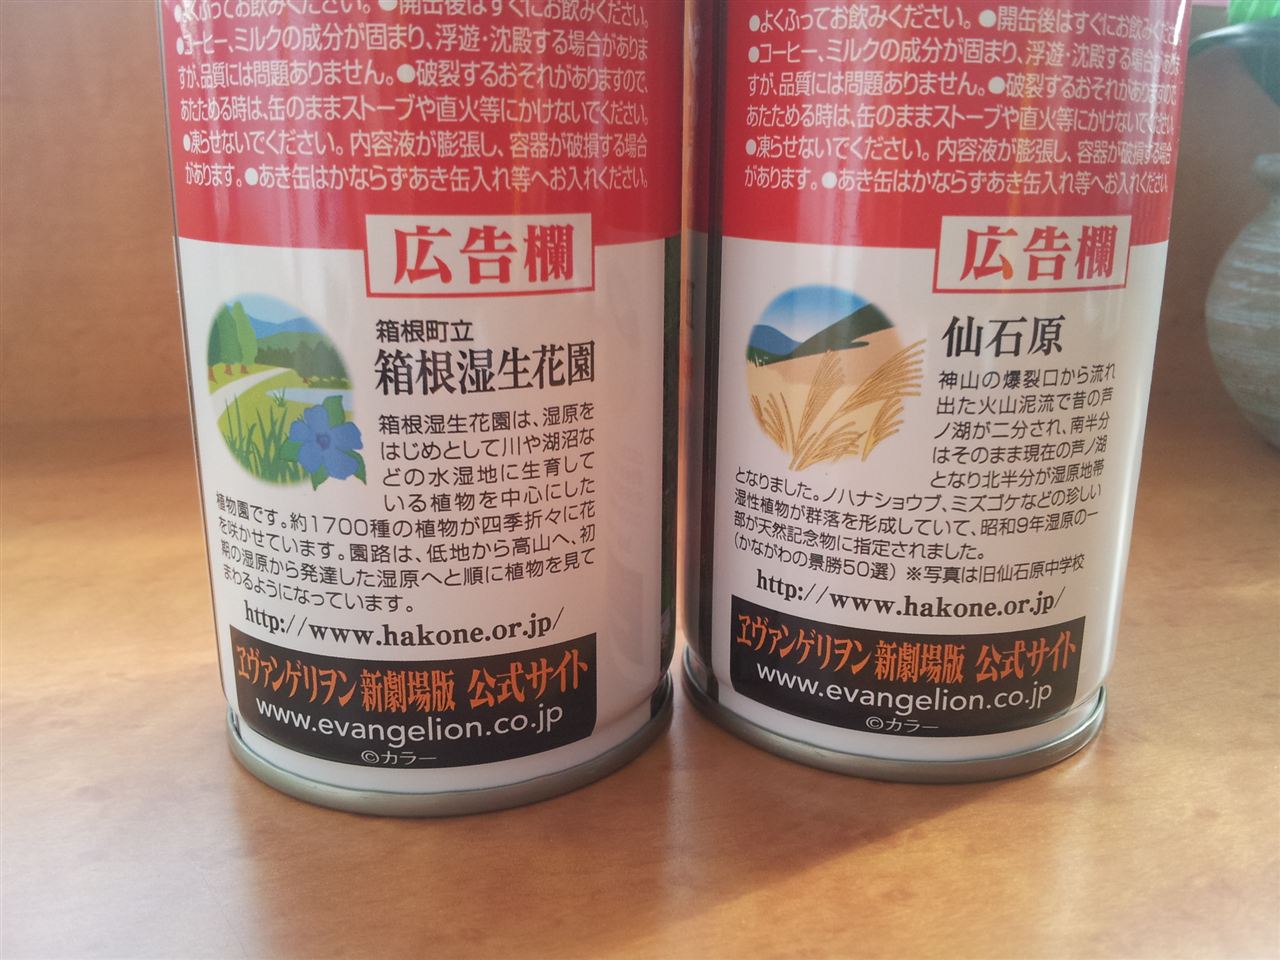 よくふってお飲みください。●開缶後はすぐにお飲みください。
●コーヒー、ミルクの成分が固まり、浮遊・沈殿する場合がありま
すが、品質には問題ありません。●破裂するおそれがありますので、
あたためる時は、缶のままストーブや直火等にかけないでください。
●凍らせないでください。内容液が膨張し、容器が破損する場合
があります。●あき缶はかならずあき缶入れ等へお入れください。
広告欄
箱根町立
箱根湿生花園
箱根湿生花園は、湿原を
はじめとして川や湖沼な
どの水湿地に生育して
いる植物を中心にした
植物園です。約1700種の植物が四季折々に花
を咲かせています。園路は、低地から高山へ、初
期の湿原から発達した湿原へと順に植物を見て
まわるようになっています。
http://www.hakone.or.jp/
ヱヴァンゲリヲン新劇場版 公式サイト
www.evangelion.co.jp
©カラー
●よくふってお飲みください。●開缶後はすぐにお飲みください。
●コーヒー、ミルクの成分が固まり、浮遊・沈殿する場合がありま
すが、品質には問題ありません。●破裂するおそれがありますので、
あたためる時は、缶のままストーブや直火等にかけないでください。
●凍らせないでください。内容液が膨張し、容器が破損する場合
があります。●あき缶はかならずあき缶入れ等へお入れください。
広告欄
仙石原
神山の爆裂口から流れ
出た火山泥流で昔の芦
ノ湖が二分され、南半分
はそのまま現在の芦ノ湖
となり北半分が湿原地帯
となりました。ノハナショウブ、ミズゴケなどの珍しい
湿性植物が群落を形成していて、昭和9年湿原の一
部が天然記念物に指定されました。
(かながわの景勝50選) ※写真は旧仙石原中学校
http://www.hakone.or.jp/
ヱヴァンゲリヲン新劇場版 公式サイト
www.evangelion.co.jp
©カラー